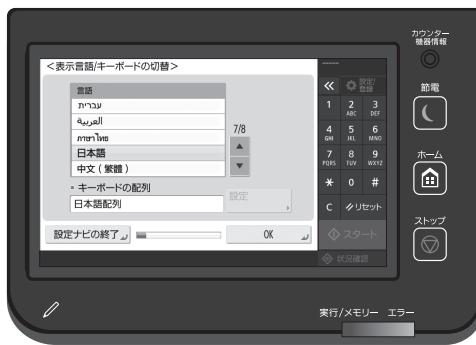 カウンター
機器情報
<表示言語/キーボードの切替>
言語
עברית
العربية
ภาษาไทย
日本語
中文(繁體)
7/8
▪ キーボードの配列
日本語配列
設定
設定ナビの終了
OK
設定/
登録
1
2
ABC
3
DEF
4
GHI
5
JKL
6
MNO
7
PQRS
8
TUV
9
WXYZ
*
0
#
C
リセット
スタート
状況確認
節電
ホーム
ストップ
実行/メモリー エラー